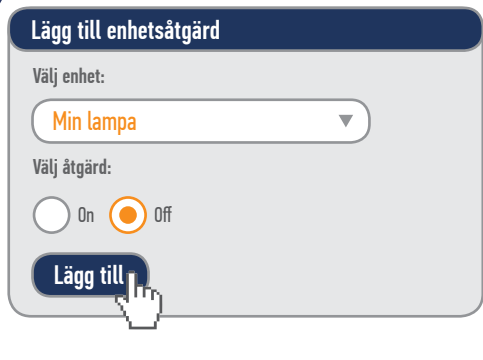 Lägg till enhetsåtgärd
Välj enhet:
Min lampa
Välj åtgärd:
On Off
Lägg till